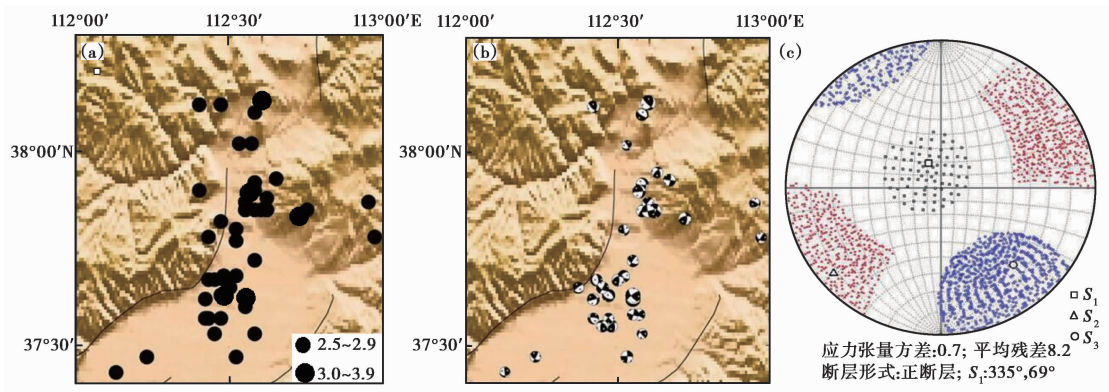 112°00′E 112°30′ 113°00′E 112°00′ 112°30′ 113°00′E
(a) (b) (c)
38°00′N 38°00′N
37°30′ 37°30′
2.5~2.9
3.0~3.9
S₁
S₂
S₃
应力张量方差:0.7; 平均残差8.2
断层形式:正断层; S₁:335°,69°